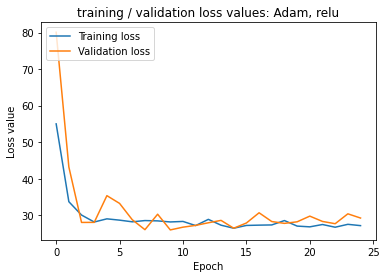 training / validation loss values: Adam, relu
Training loss
Validation loss
80
70
60
50
40
30
Loss value
0
5
10
15
20
25
Epoch